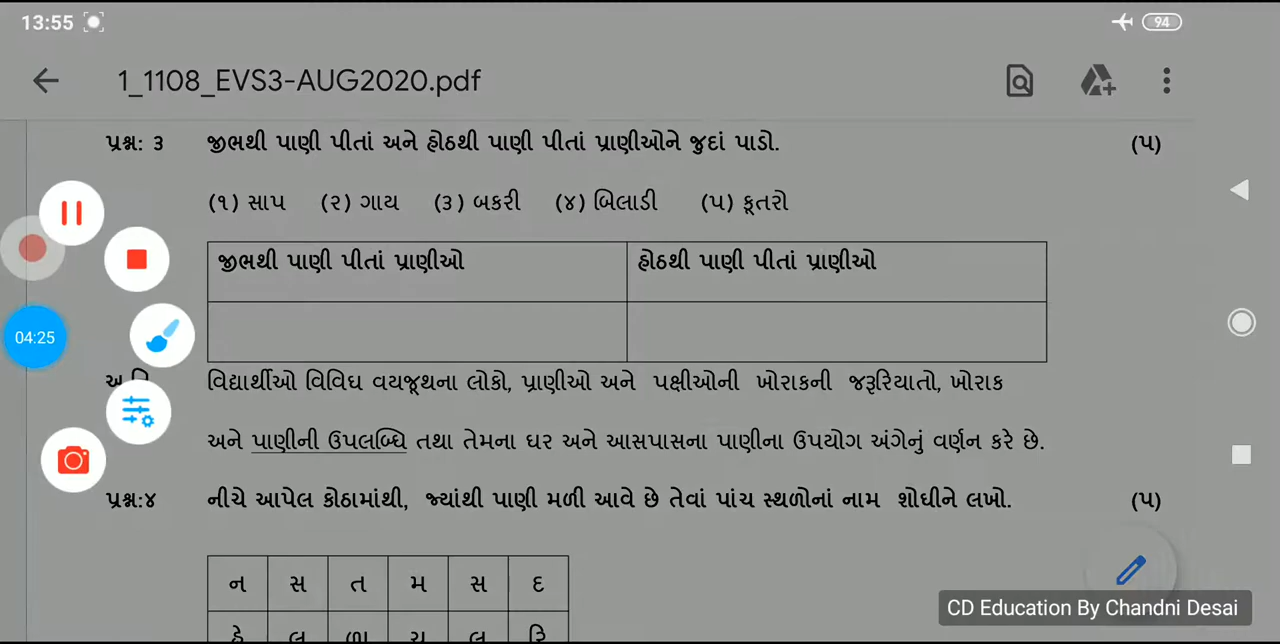 13:55 94
1_1108_EVS3-AUG2020.pdf
પ્રશ્ન: ૩ જીભથી પાણી પીતાં અને હોઠથી પાણી પીતાં પ્રાણીઓને જુદાં પાડો. (૫)
(૧) સાપ (૨) ગાય (૩) બકરી (૪) બિલાડી (૫) કૂતરો
જીભથી પાણી પીતાં પ્રાણીઓ હોઠથી પાણી પીતાં પ્રાણીઓ
04:25
વિદ્યાર્થીઓ વિવિધ વયજૂથના લોકો, પ્રાણીઓ અને પક્ષીઓની ખોરાકની જરૂરિયાતો, ખોરાક
અને પાણીની ઉપલબ્ધિ તથા તેમના ઘર અને આસપાસના પાણીના ઉપયોગ અંગેનું વર્ણન કરે છે.
પ્રશ્ન:૪ નીચે આપેલ કોઠામાંથી, જ્યાંથી પાણી મળી આવે છે તેવાં પાંચ સ્થળોનાં નામ શોધીને લખો. (૫)
ન સ ત મ સ દ
CD Education By Chandni Desai